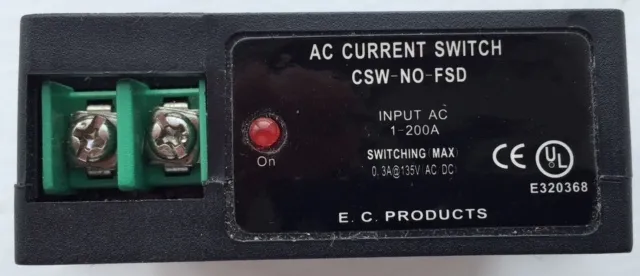 AC CURRENT SWITCH
CSW-NO-FSD
INPUT AC
1-200A
On
SWITCHING (MAX)
0.3A@135V(AC DC)
CE UL
E320368
E. C. PRODUCTS